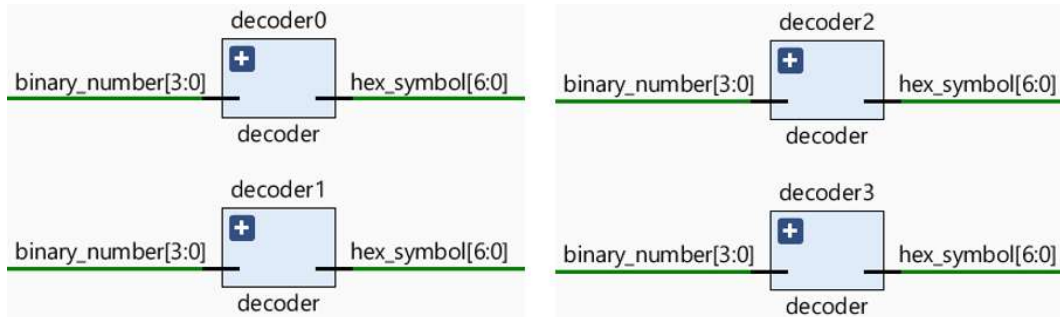 decoder0
binary_number[3:0] hex_symbol[6:0]
decoder
decoder1
binary_number[3:0] hex_symbol[6:0]
decoder
decoder2
binary_number[3:0] hex_symbol[6:0]
decoder
decoder3
binary_number[3:0] hex_symbol[6:0]
decoder